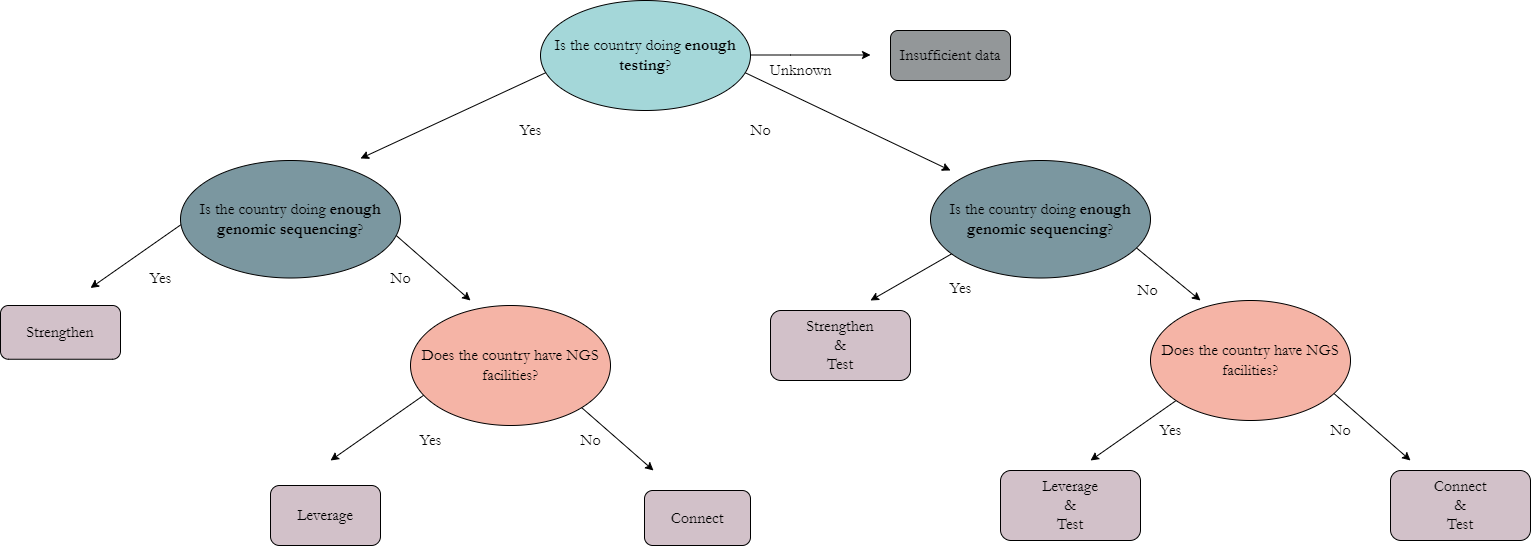 Is the country doing enough
testing?
Insufficient data
Unknown
Yes
No
Is the country doing enough
genomic sequencing?
Is the country doing enough
genomic sequencing?
Yes
No
Yes
No
Strengthen
Does the country have NGS
facilities?
Strengthen
&
Test
Does the country have NGS
facilities?
Yes
No
Yes
No
Leverage
Connect
Leverage
&
Test
Connect
&
Test